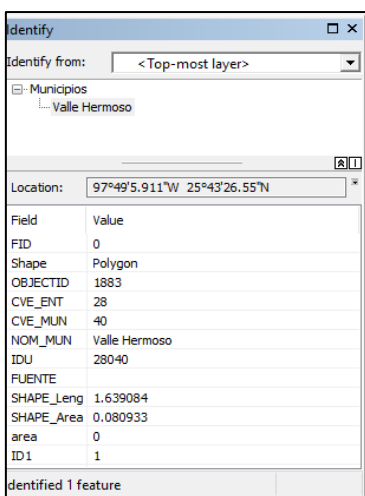 Identify
Identify from: <Top-most layer>
Municipios
Valle Hermoso
Location: 97°49'5.911"W 25°43'26.55"N
Field Value
FID 0
Shape Polygon
OBJECTID 1883
CVE_ENT 28
CVE_MUN 40
NOM_MUN Valle Hermoso
IDU 28040
FUENTE
SHAPE_Leng 1.639084
SHAPE_Area 0.080933
area 0
ID1 1
dentified 1 feature